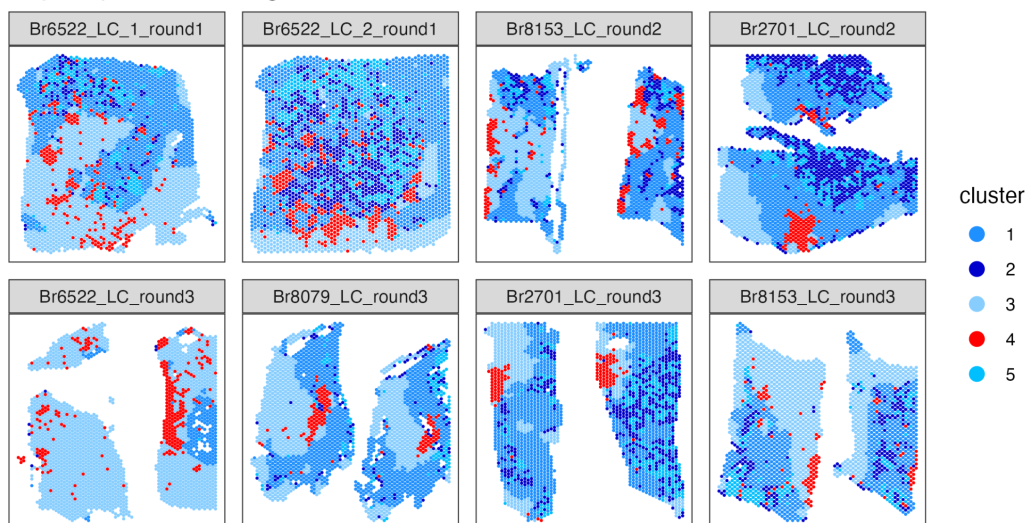 Br6522_LC_1_round1
Br6522_LC_2_round1
Br8153_LC_round2
Br2701_LC_round2
Br6522_LC_round3
Br8079_LC_round3
Br2701_LC_round3
Br8153_LC_round3
cluster
1
2
3
4
5